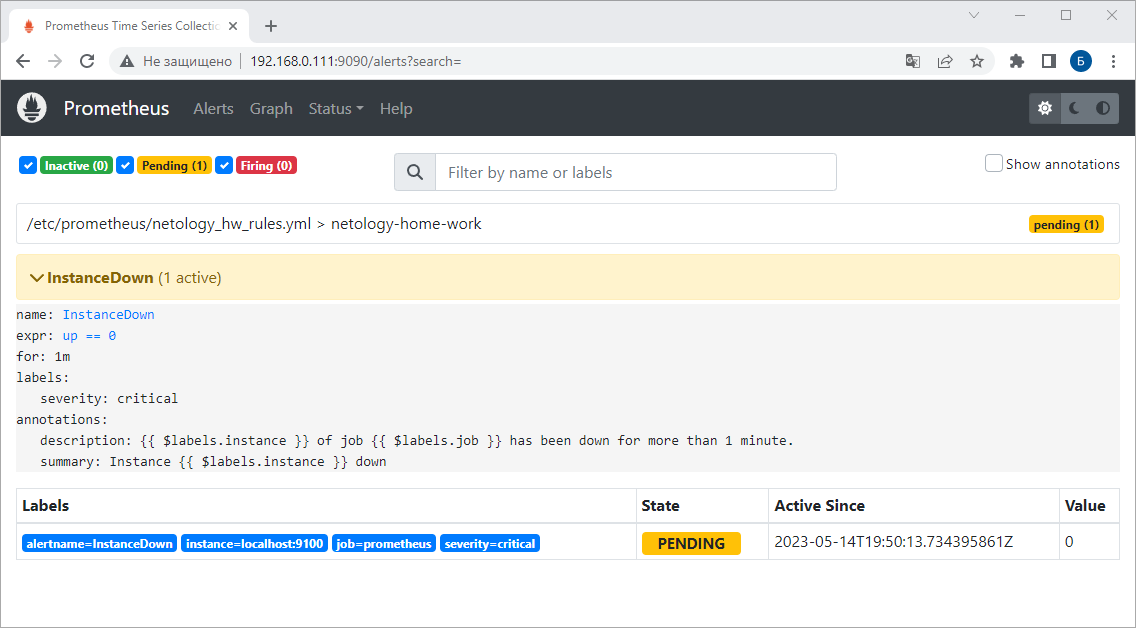 Prometheus Time Series Collectio
Не защищено 192.168.0.111:9090/alerts?search=
Б
Prometheus Alerts Graph Status Help
Inactive (0) Pending (1) Firing (0) Filter by name or labels Show annotations
/etc/prometheus/netology_hw_rules.yml > netology-home-work pending (1)
InstanceDown (1 active)
name: InstanceDown
expr: up == 0
for: 1m
labels:
severity: critical
annotations:
description: {{ $labels.instance }} of job {{ $labels.job }} has been down for more than 1 minute.
summary: Instance {{ $labels.instance }} down
Labels State Active Since Value
alertname=InstanceDown instance=localhost:9100 job=prometheus severity=critical PENDING 2023-05-14T19:50:13.734395861Z 0